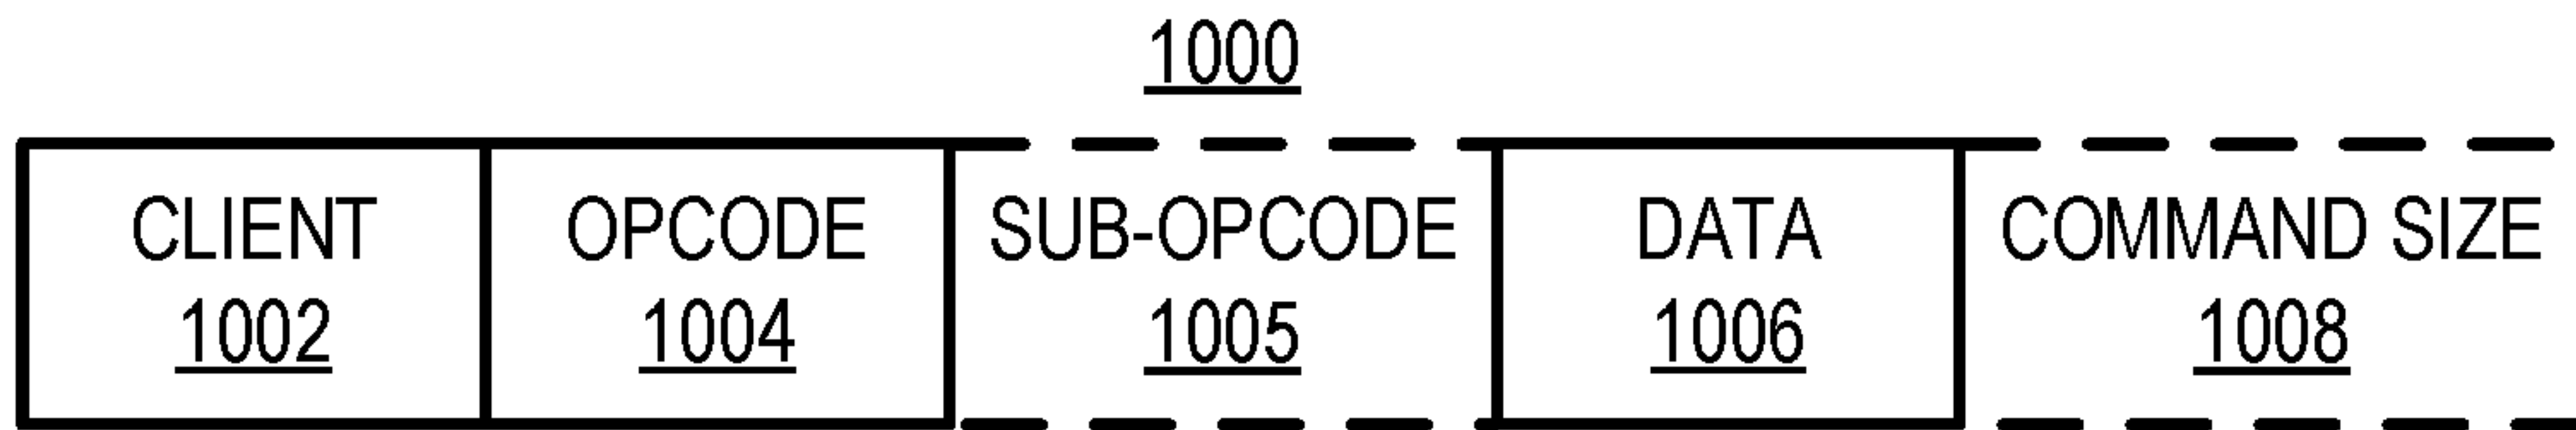 1000
CLIENT OPCODE SUB-OPCODE DATA COMMAND SIZE
1002 1004 1005 1006 1008